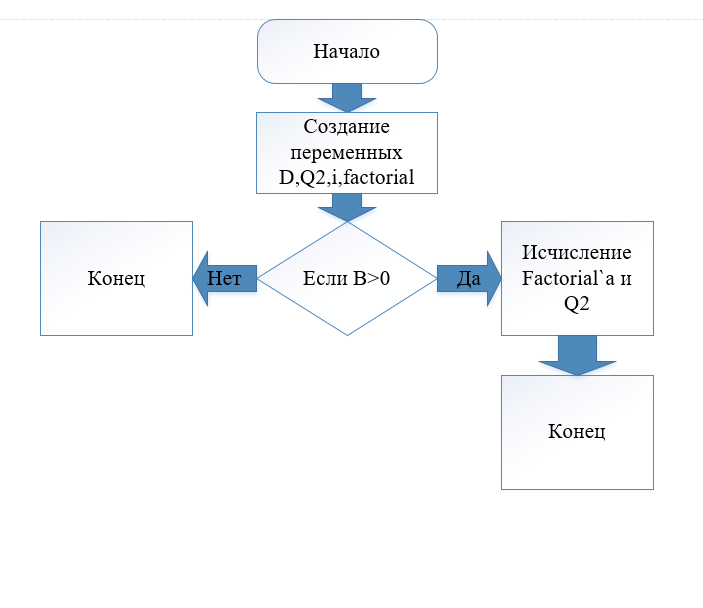 Начало
Создание
переменных
D,Q2,i,factorial
Конец
Нет
Если B>0
Да
Исчисление
Factorial`а и
Q2
Конец